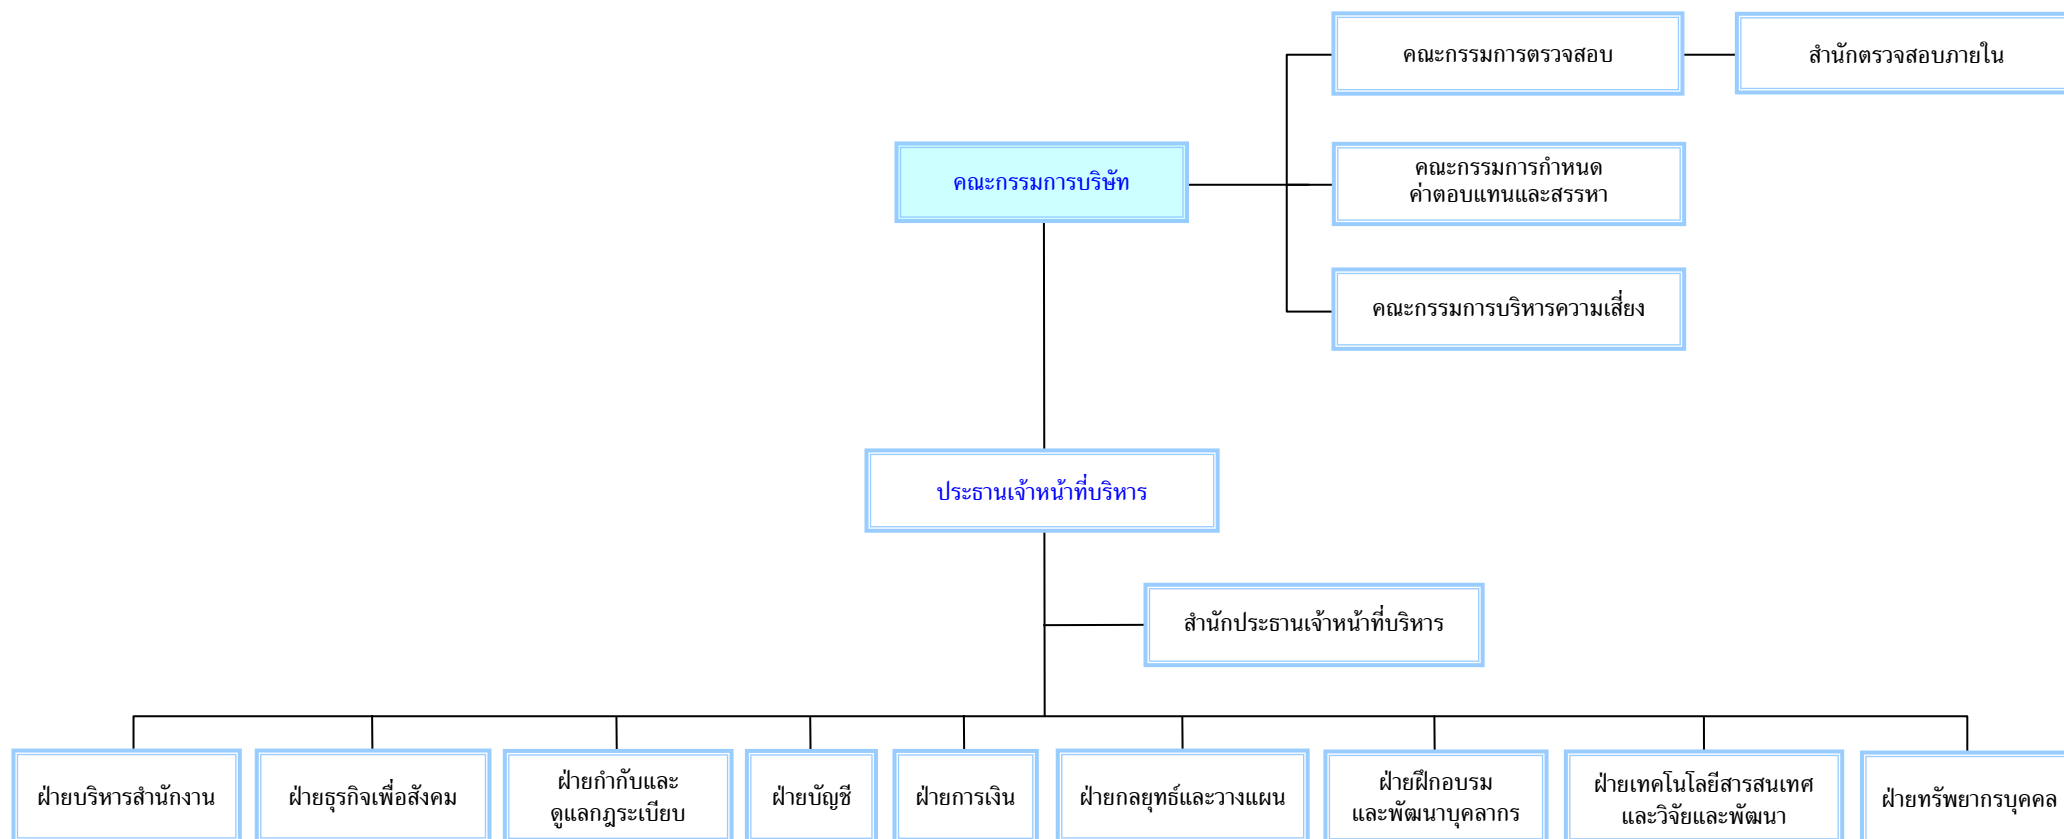 คณะกรรมการตรวจสอบ
สำนักตรวจสอบภายใน
คณะกรรมการบริษัท
คณะกรรมการกำหนด
ค่าตอบแทนและสรรหา
คณะกรรมการบริหารความเสี่ยง
ประธานเจ้าหน้าที่บริหาร
สำนักประธานเจ้าหน้าที่บริหาร
ฝ่ายบริหารสำนักงาน
ฝ่ายธุรกิจเพื่อสังคม
ฝ่ายกำกับและ
ดูแลกฎระเบียบ
ฝ่ายบัญชี
ฝ่ายการเงิน
ฝ่ายกลยุทธ์และวางแผน
ฝ่ายฝึกอบรม
และพัฒนาบุคลากร
ฝ่ายเทคโนโลยีสารสนเทศ
และวิจัยและพัฒนา
ฝ่ายทรัพยากรบุคคล